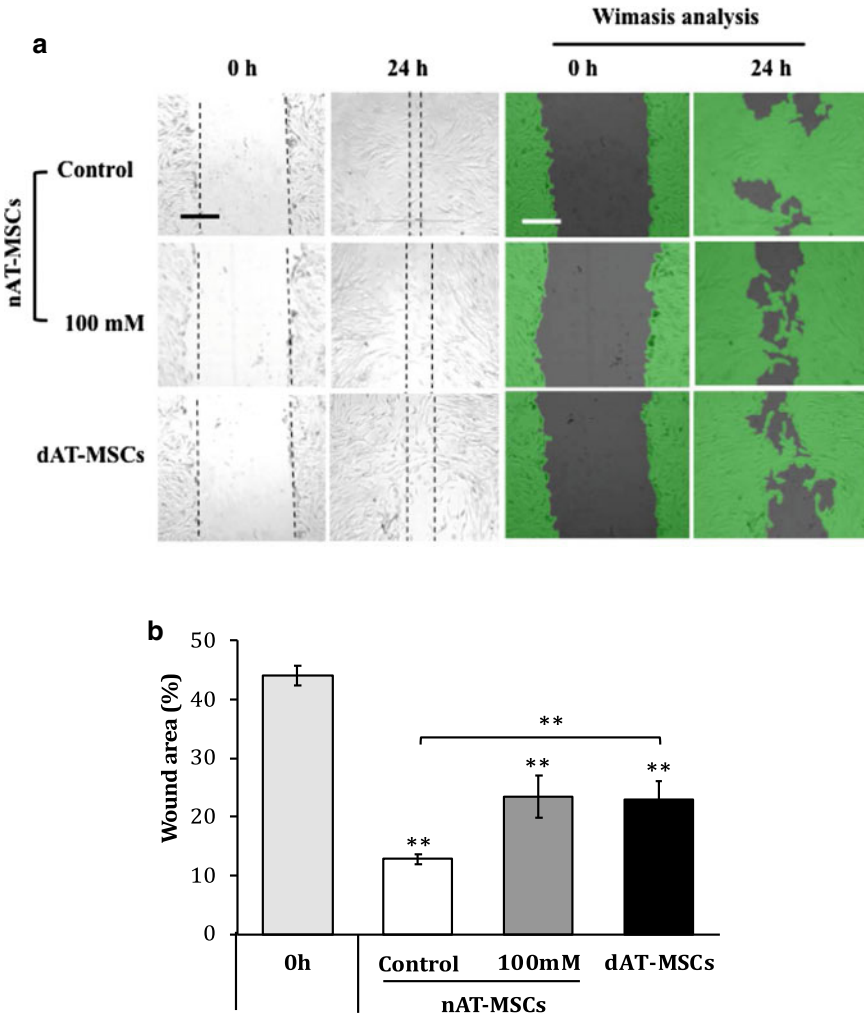 Wimasis analysis
a
0 h 24 h 0 h 24 h
Control
nAT-MSCs
100 mM
dAT-MSCs
b
50
40
30
20
10
0
Wound area (%)
**
**
**
**
0h Control 100mM dAT-MSCs
nAT-MSCs